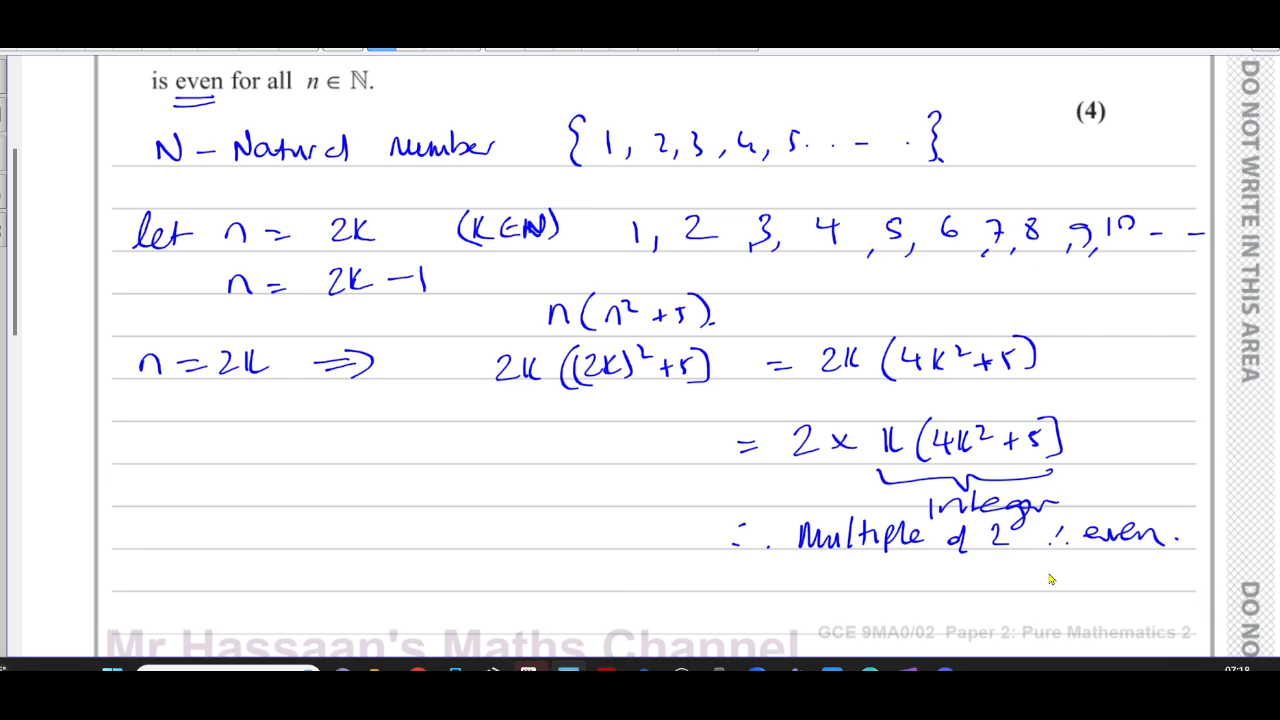 is even for all n ∈ ℕ.
(4)
N - Natural number {1, 2, 3, 4, 5. . . - . }
let n = 2k (k∈ℕ) 1, 2, 3, 4, 5, 6, 7, 8, 9, 10 - -
n = 2k - 1
n(n² + 5).
n = 2k ⇒ 2k((2k)² + 5) = 2k(4k² + 5)
= 2 × k(4k² + 5)
Integer
∴ Multiple of 2 ∴ even.
Mr Hassaan's Maths Channel
GCE 9MA0/02 Paper 2: Pure Mathematics 2
07:18
DO NOT WRITE IN THIS AREA
DO NO